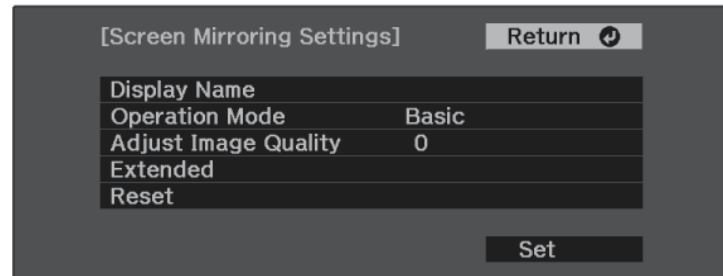 [Screen Mirroring Settings] Return
Display Name
Operation Mode Basic
Adjust Image Quality 0
Extended
Reset
Set